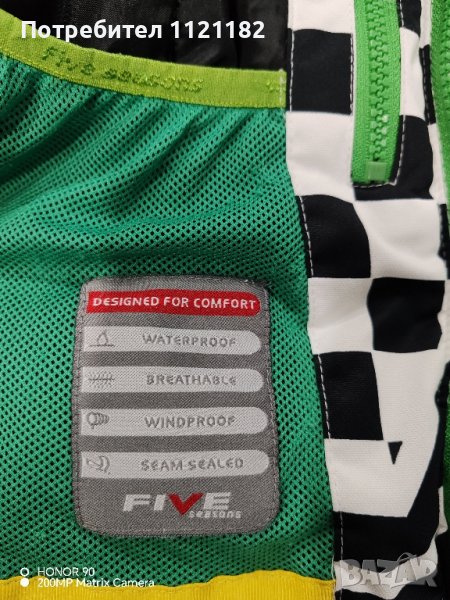 Потребител 1121182
five seasons
DESIGNED FOR COMFORT
WATERPROOF
BREATHABLE
WINDPROOF
SEAM-SEALED
FIVE
seasons
HONOR 90
200MP Matrix Camera
bazar